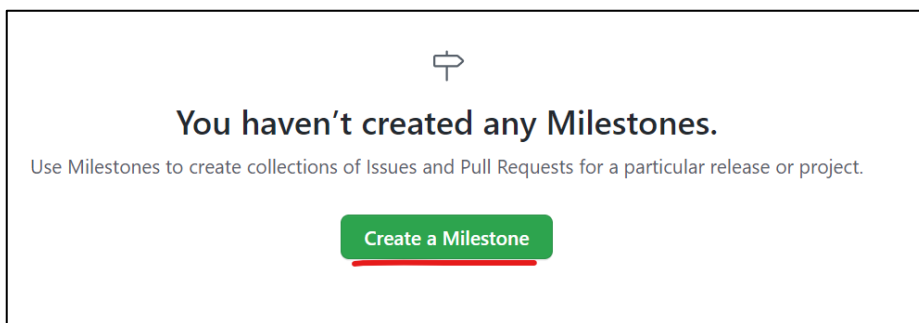 You haven’t created any Milestones.
Use Milestones to create collections of Issues and Pull Requests for a particular release or project.
Create a Milestone